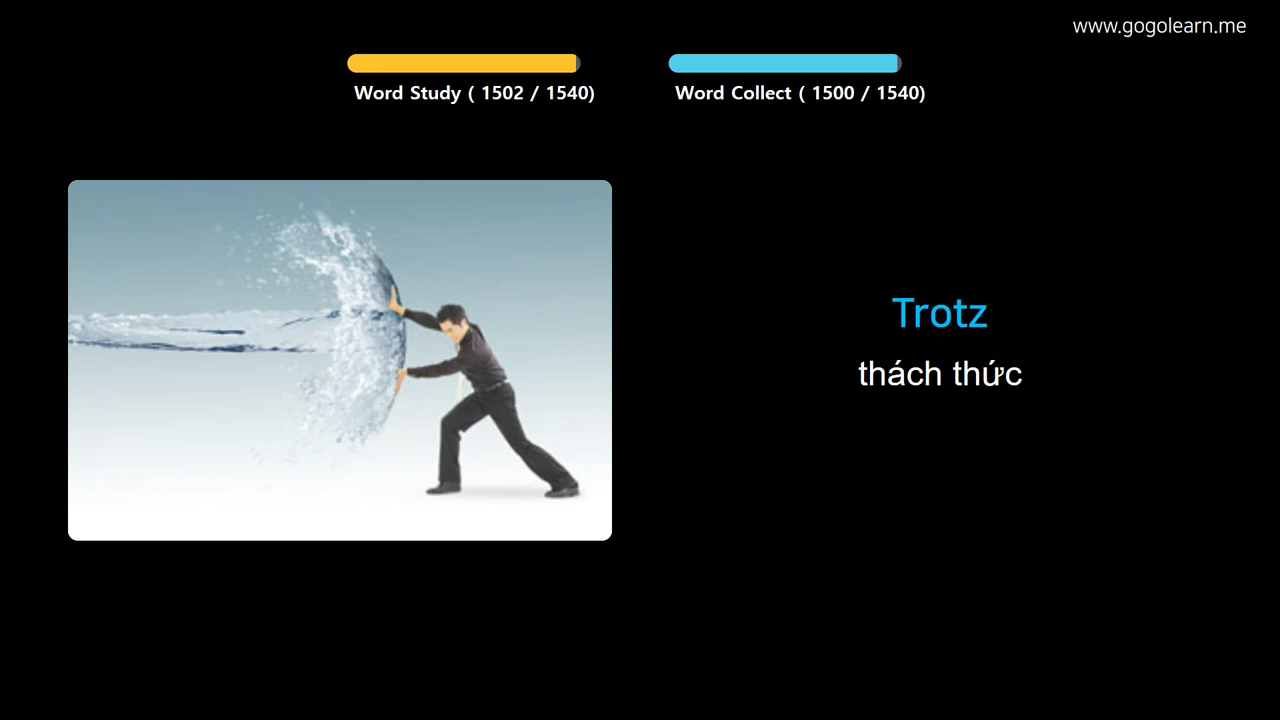 www.gogolearn.me
Word Study ( 1502 / 1540)
Word Collect ( 1500 / 1540)
Trotz
thách thức